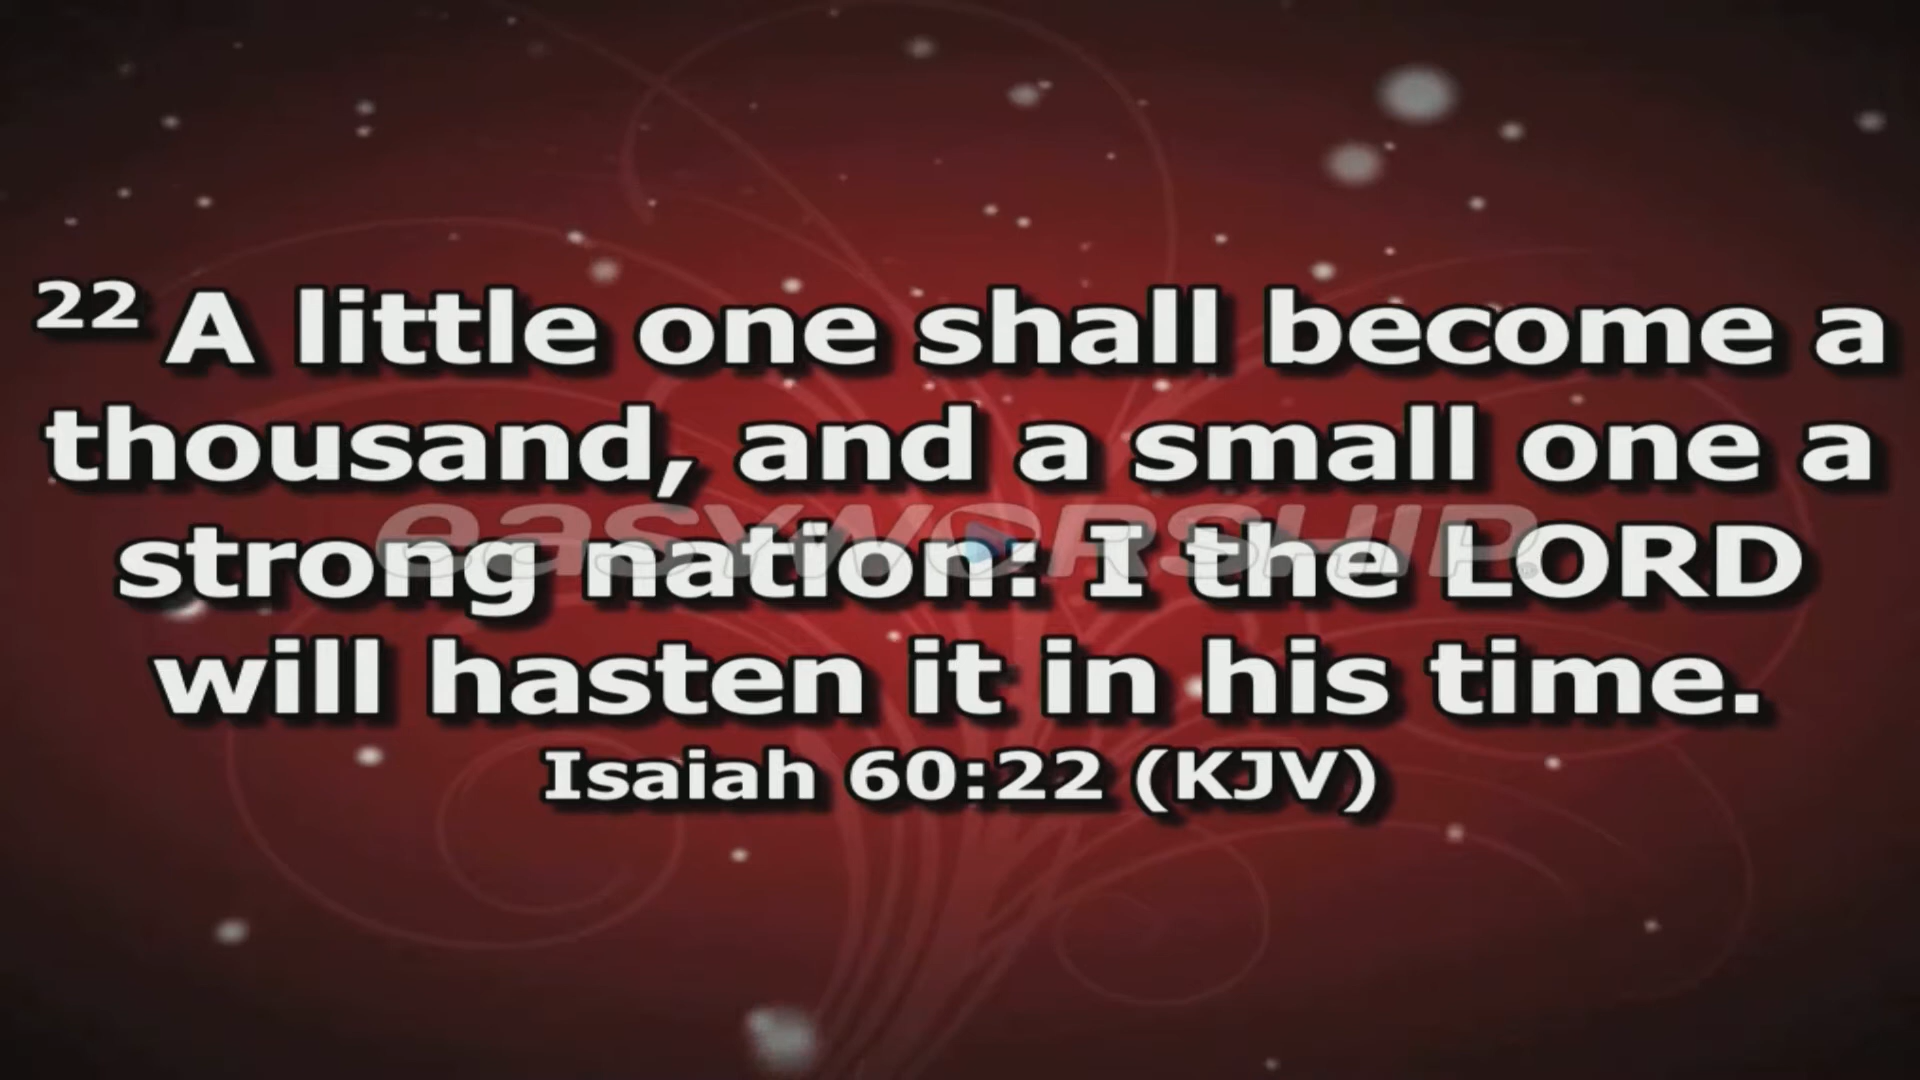 22 A little one shall become a
thousand, and a small one a
strong nation: I the LORD
will hasten it in his time.
Isaiah 60:22 (KJV)
easyworship